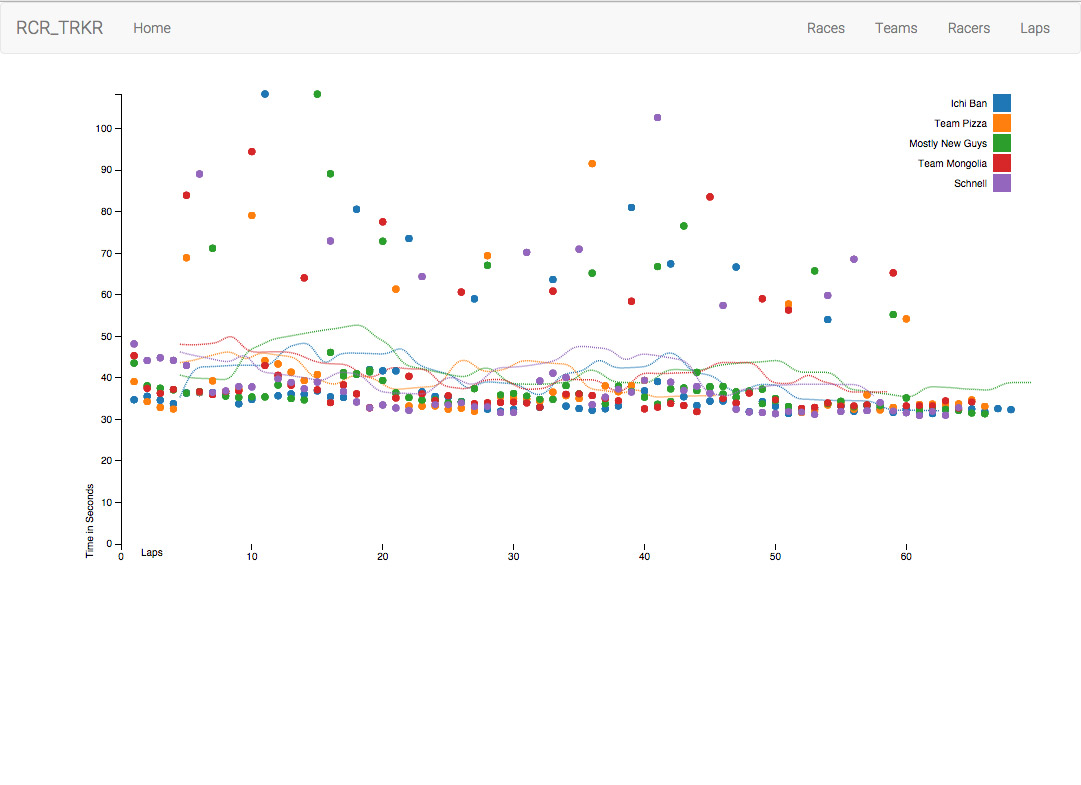 RCR_TRKR Home Races Teams Racers Laps
Ichi Ban
Team Pizza
Mostly New Guys
Team Mongolia
Schnell
100
90
80
70
60
50
40
30
20
10
0
Time in Seconds
Laps
0 10 20 30 40 50 60